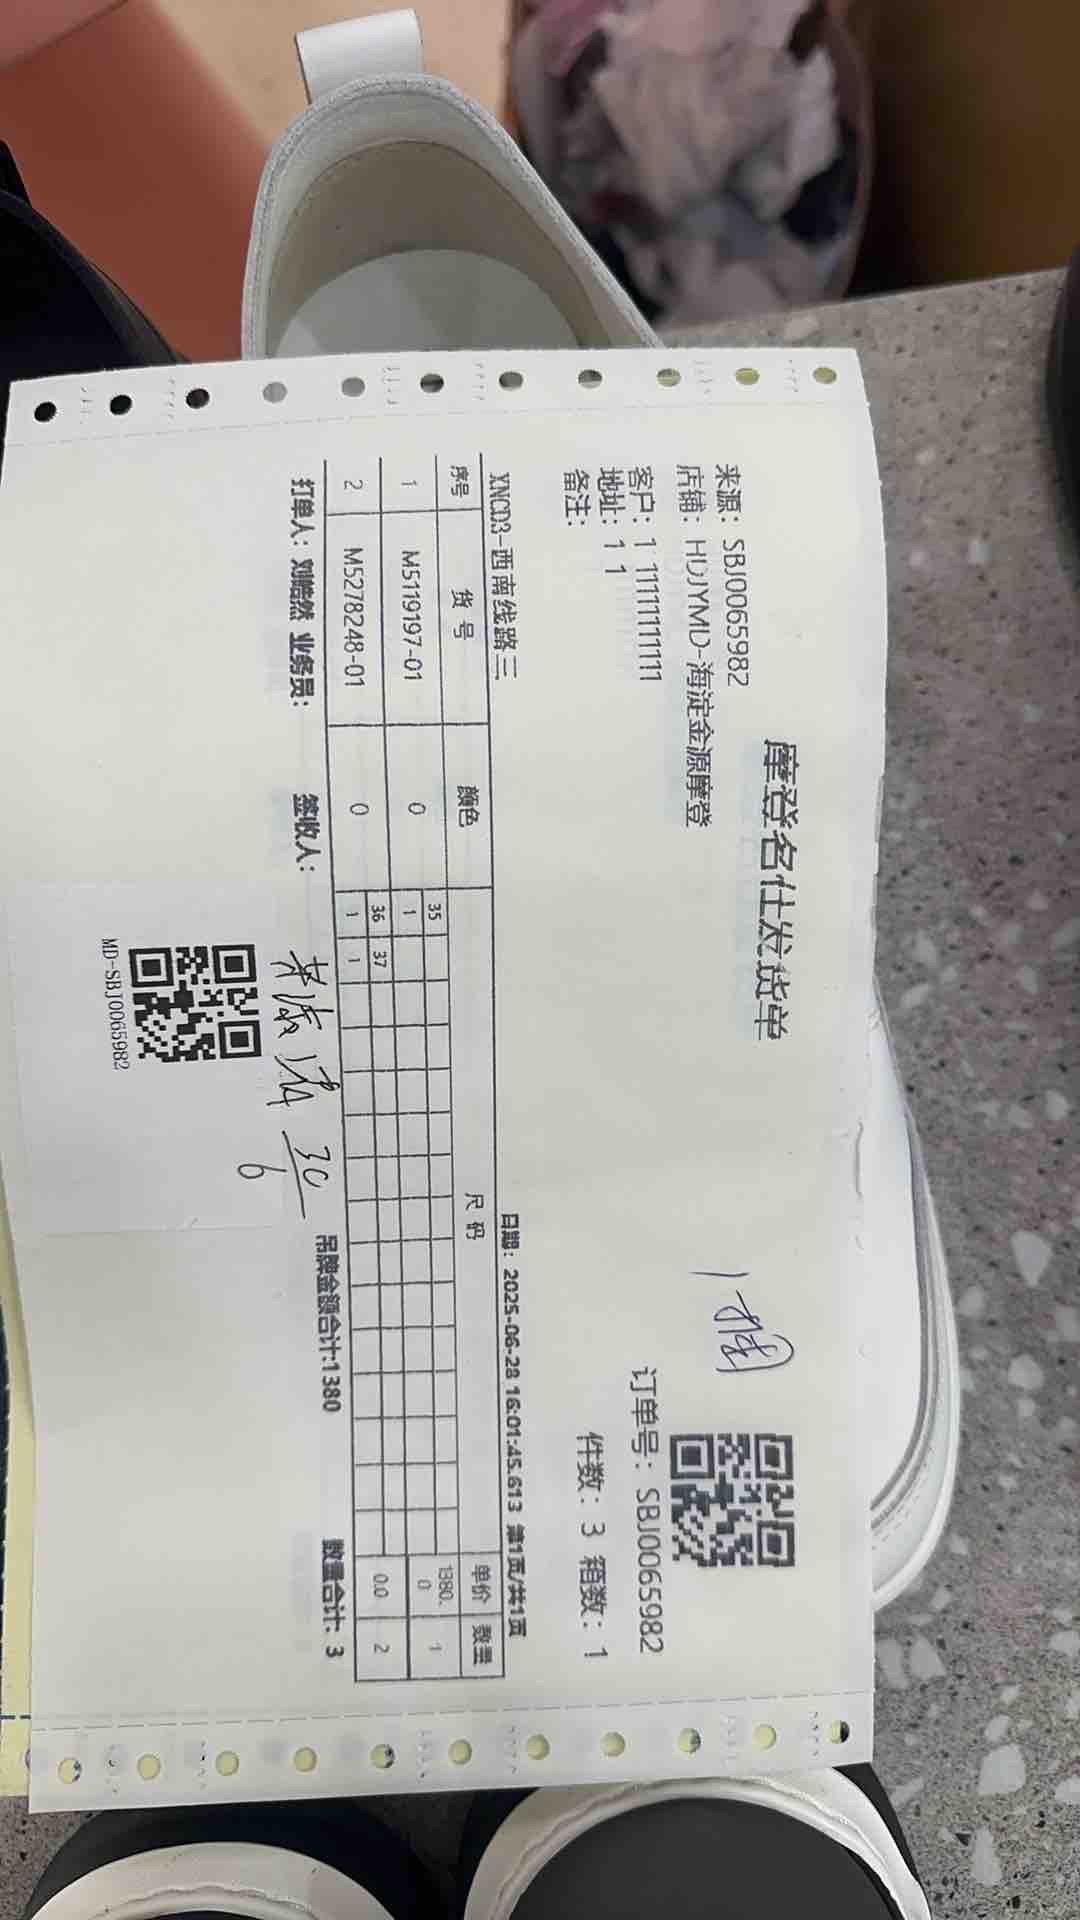 摩登名仕发货单
来源: SBJ0065982
店铺: HDJYMD-海淀金源摩登
客户: 1 11111111111
地址: 1 1
备注:
1
订单号: SBJ0065982
件数: 3 箱数: 1
XNCD3-西南线路三 日期: 2025-06-28 16:01:45.613 第1页/共1页
序号 货号 颜色 尺码 单价 数量
1 M5119197-01 0 35 1380.0 1
1
2 M5278248-01 0 36 37 0.0 2
1 1
打单人: 刘皓然 业务员: 签收人: 吊牌金额合计:1380 数量合计: 3
30
6
MD-SBJ0065982